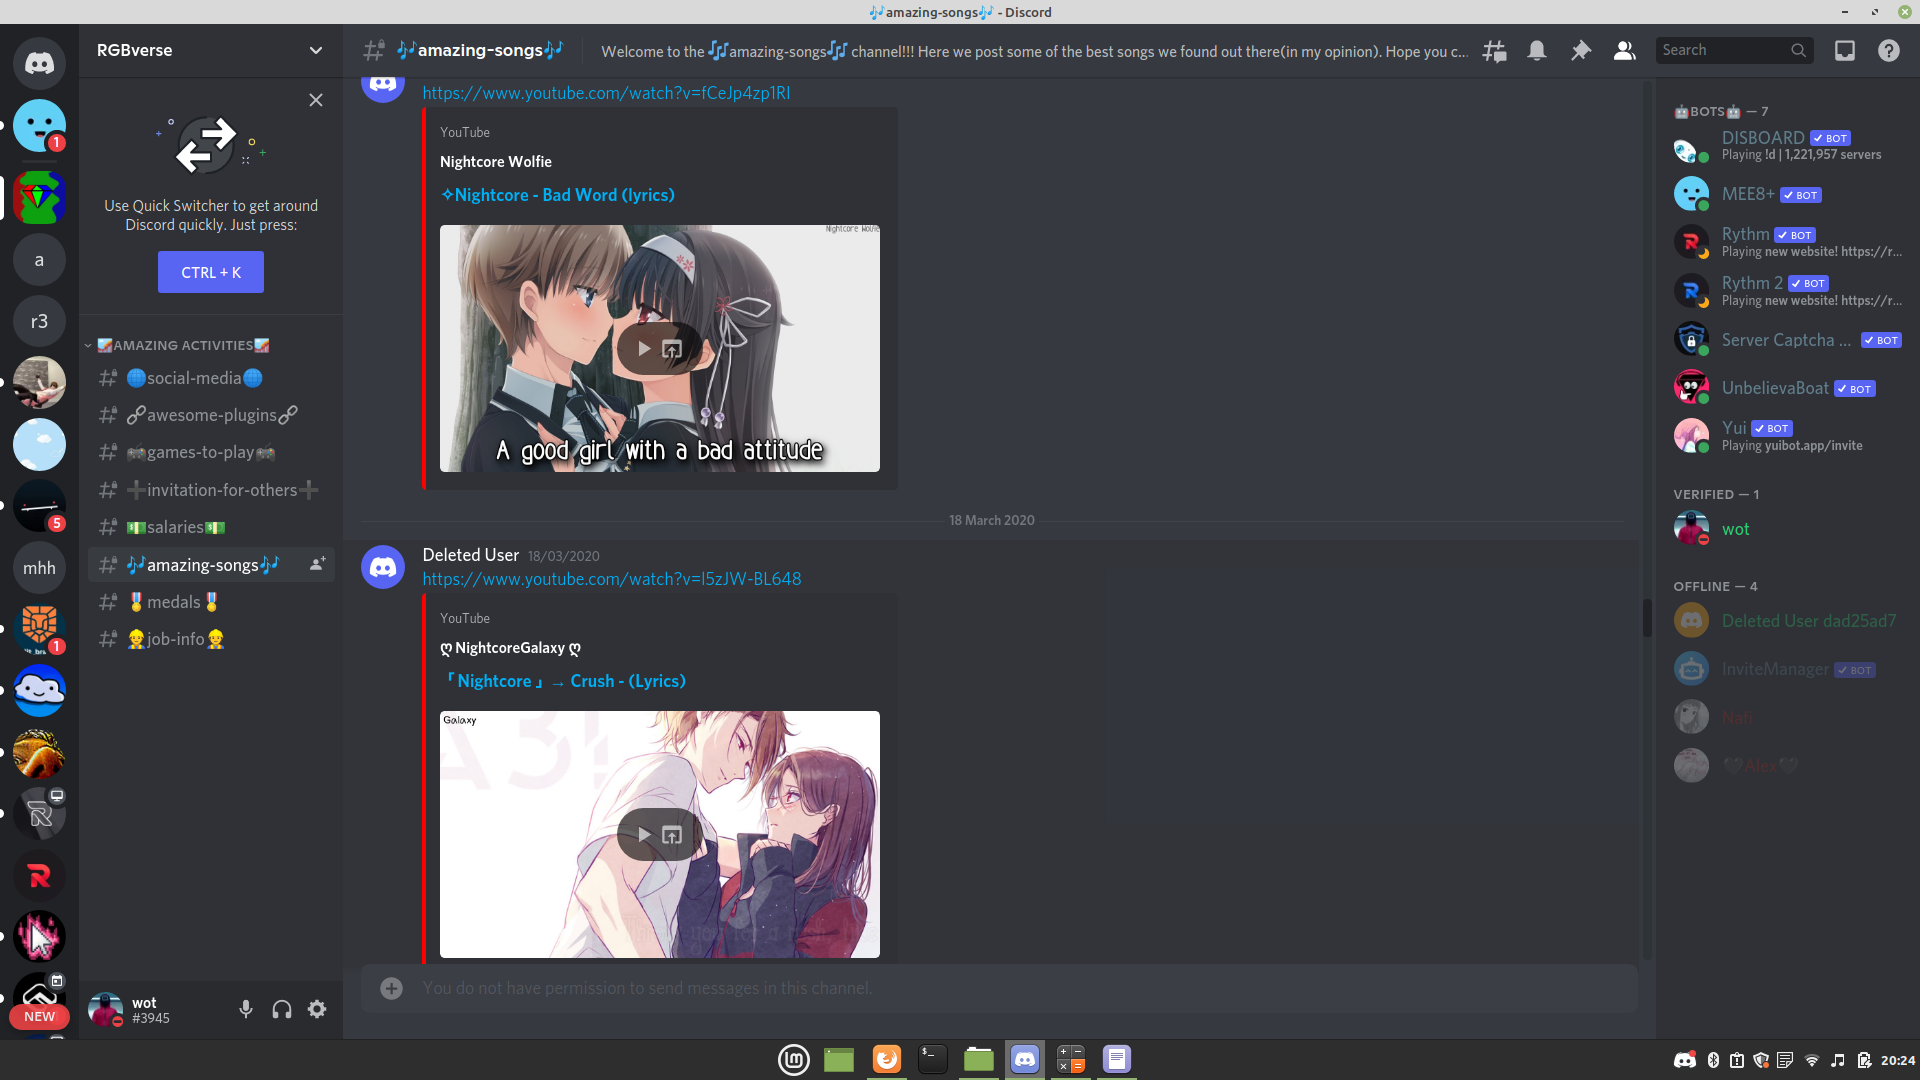 🎶amazing-songs🎶 - Discord
RGBverse
🎶amazing-songs🎶
Welcome to the 🎶amazing-songs🎶 channel!!! Here we post some of the best songs we found out there(in my opinion). Hope you c...
Search
1
Use Quick Switcher to get around
Discord quickly. Just press:
CTRL + K
a
r3
5
mhh
1
NEW
AMAZING ACTIVITIES
🌐social-media🌐
🔗awesome-plugins🔗
🎮games-to-play🎮
➕invitation-for-others➕
💵salaries💵
🎶amazing-songs🎶
🏅medals🏅
👷job-info👷
wot
#3945
https://www.youtube.com/watch?v=fCeJp4zp1RI
YouTube
Nightcore Wolfie
✧Nightcore - Bad Word (lyrics)
Nightcore Wolfie
A good girl with a bad attitude
18 March 2020
Deleted User 18/03/2020
https://www.youtube.com/watch?v=I5zJW-BL648
YouTube
ღ NightcoreGalaxy ღ
「Nightcore 」→ Crush - (Lyrics)
Galaxy
You do not have permission to send messages in this channel.
🤖BOTS🤖 — 7
DISBOARD ✓ BOT
Playing !d | 1,221,957 servers
MEE8+ ✓ BOT
Rythm ✓ BOT
Playing new website! https://r...
Rythm 2 ✓ BOT
Playing new website! https://r...
Server Captcha ... ✓ BOT
UnbelievaBoat ✓ BOT
Yui ✓ BOT
Playing yuibot.app/invite
VERIFIED — 1
wot
OFFLINE — 4
Deleted User dad25ad7
InviteManager ✓ BOT
Nafi
🖤Alex🖤
20:24